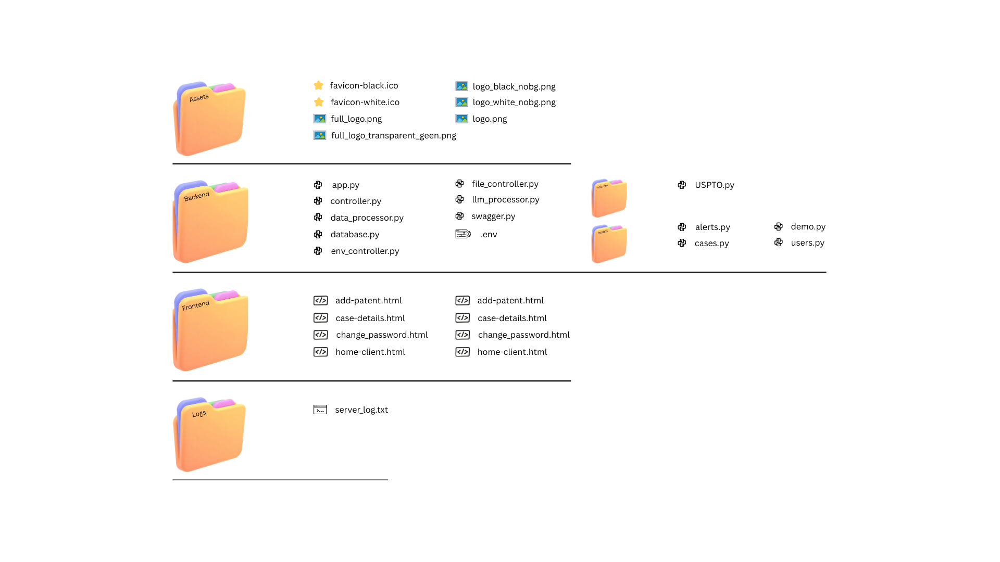 Assets
favicon-black.ico
favicon-white.ico
full_logo.png
full_logo_transparent_geen.png
logo_black_nobg.png
logo_white_nobg.png
logo.png
Backend
app.py
controller.py
data_processor.py
database.py
env_controller.py
file_controller.py
llm_processor.py
swagger.py
.env
sources
USPTO.py
models
alerts.py
cases.py
demo.py
users.py
Frontend
add-patent.html
case-details.html
change_password.html
home-client.html
add-patent.html
case-details.html
change_password.html
home-client.html
Logs
server_log.txt